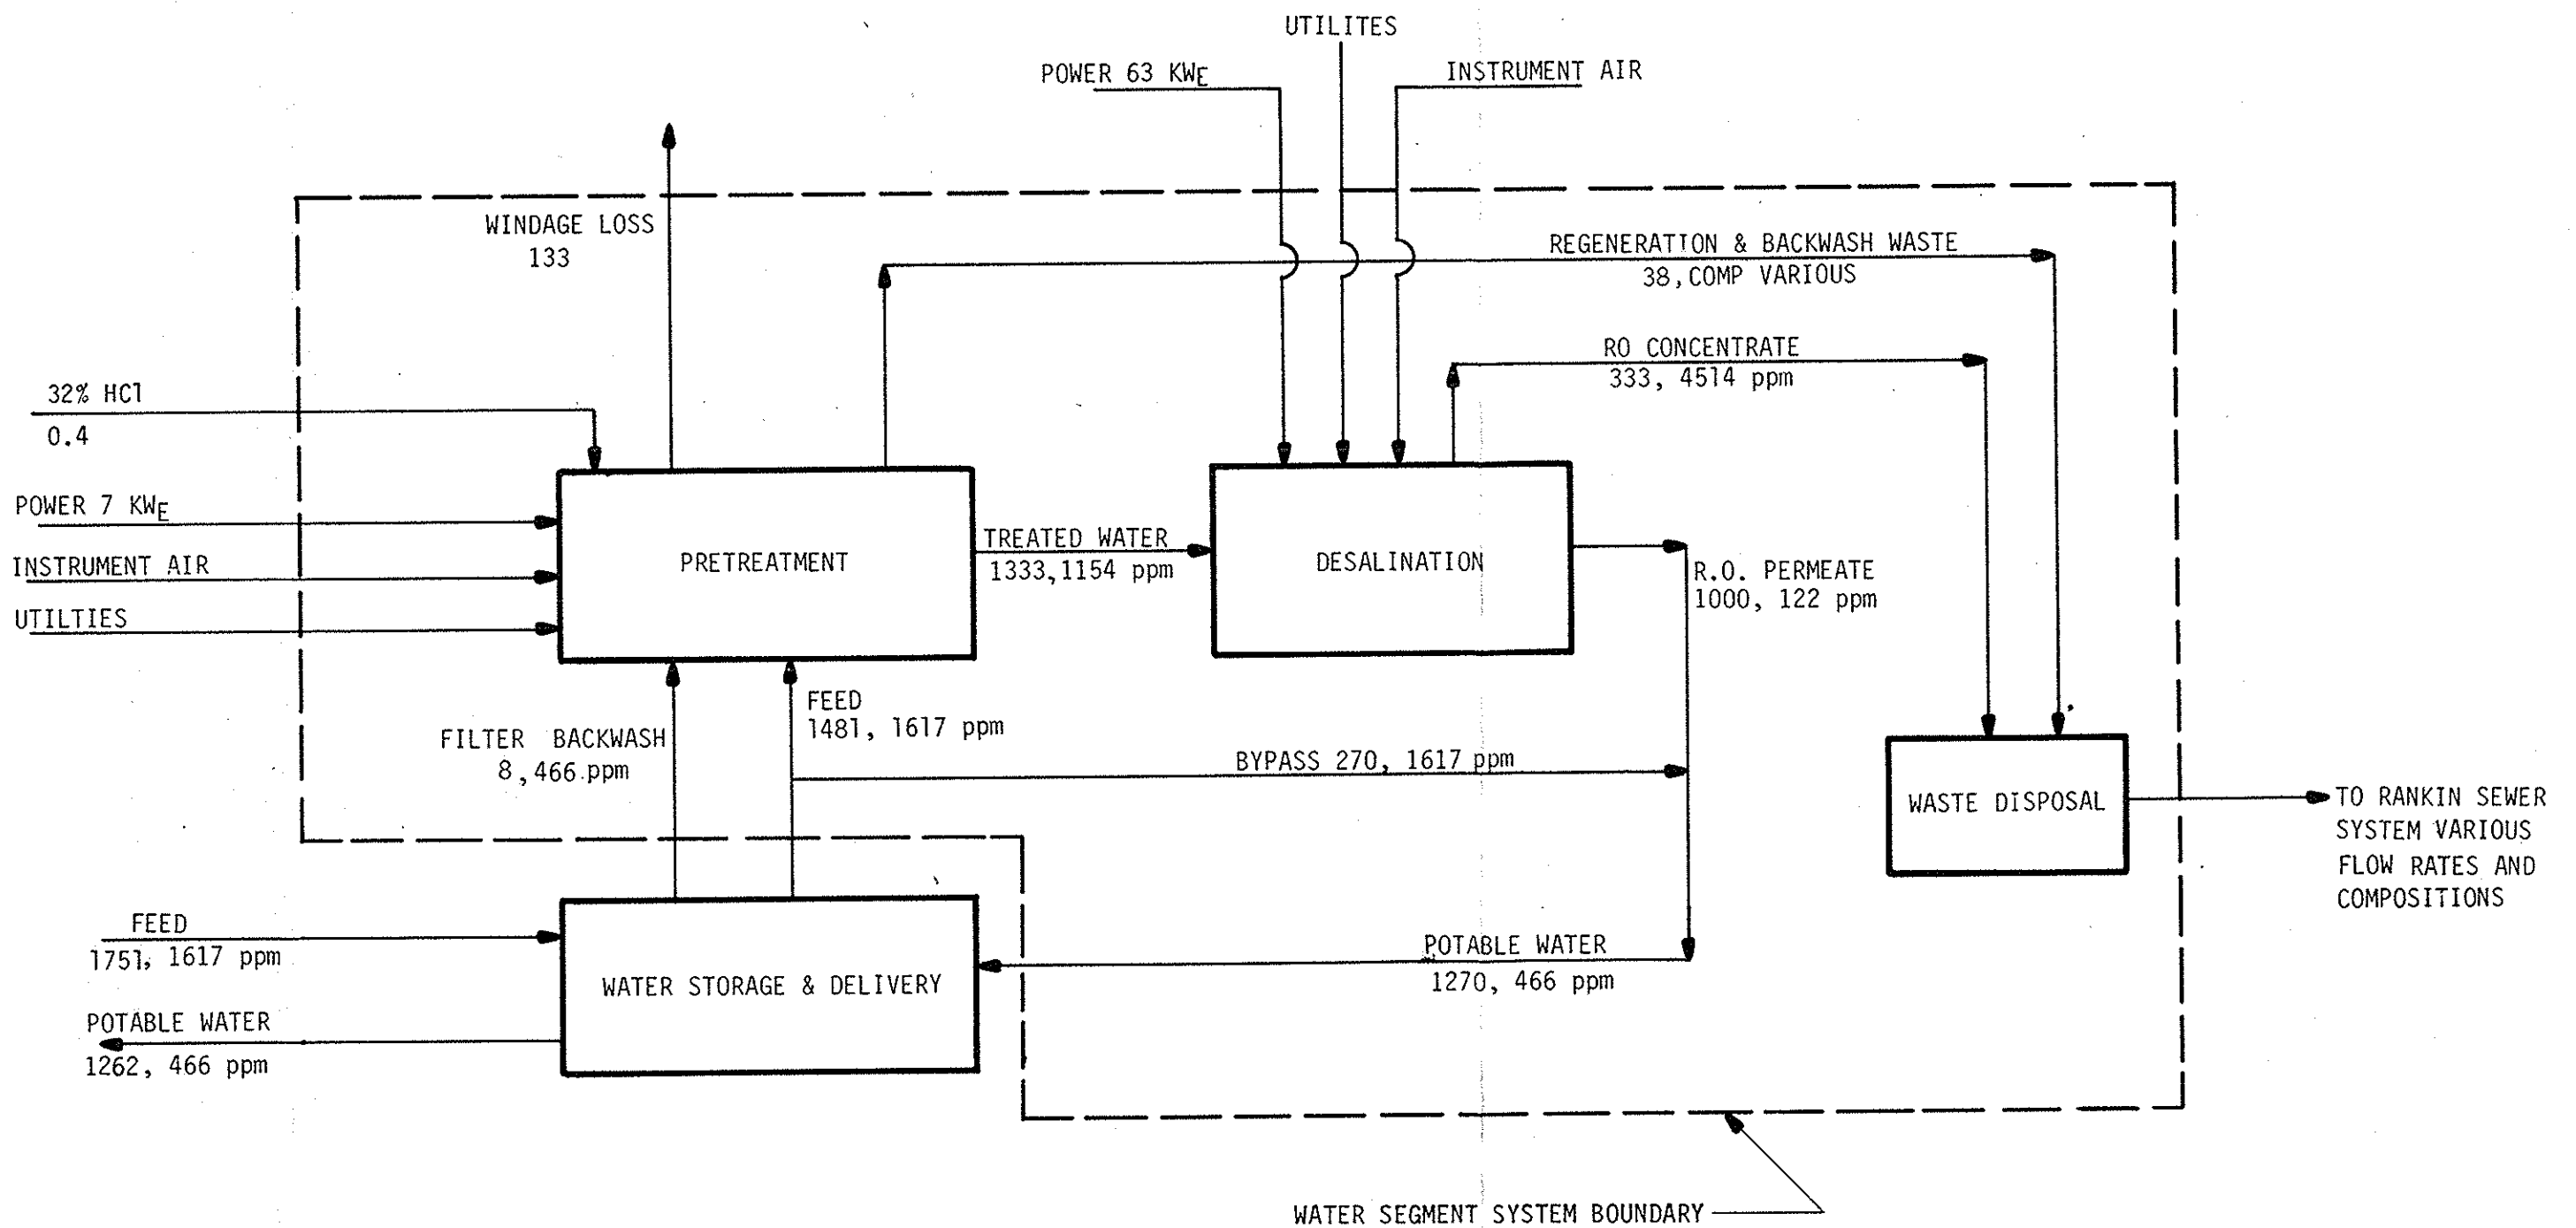 UTILITES
POWER 63 KWE
INSTRUMENT AIR
WINDAGE LOSS
133
REGENERATION & BACKWASH WASTE
38, COMP VARIOUS
RO CONCENTRATE
333, 4514 ppm
32% HCl
0.4
POWER 7 KWE
INSTRUMENT AIR
UTILTIES
PRETREATMENT
TREATED WATER
1333,1154 ppm
DESALINATION
R.O. PERMEATE
1000, 122 ppm
FEED
1481, 1617 ppm
FILTER BACKWASH
8,466 ppm
BYPASS 270, 1617 ppm
WASTE DISPOSAL
TO RANKIN SEWER
SYSTEM VARIOUS
FLOW RATES AND
COMPOSITIONS
FEED
1751, 1617 ppm
WATER STORAGE & DELIVERY
POTABLE WATER
1270, 466 ppm
POTABLE WATER
1262, 466 ppm
WATER SEGMENT SYSTEM BOUNDARY